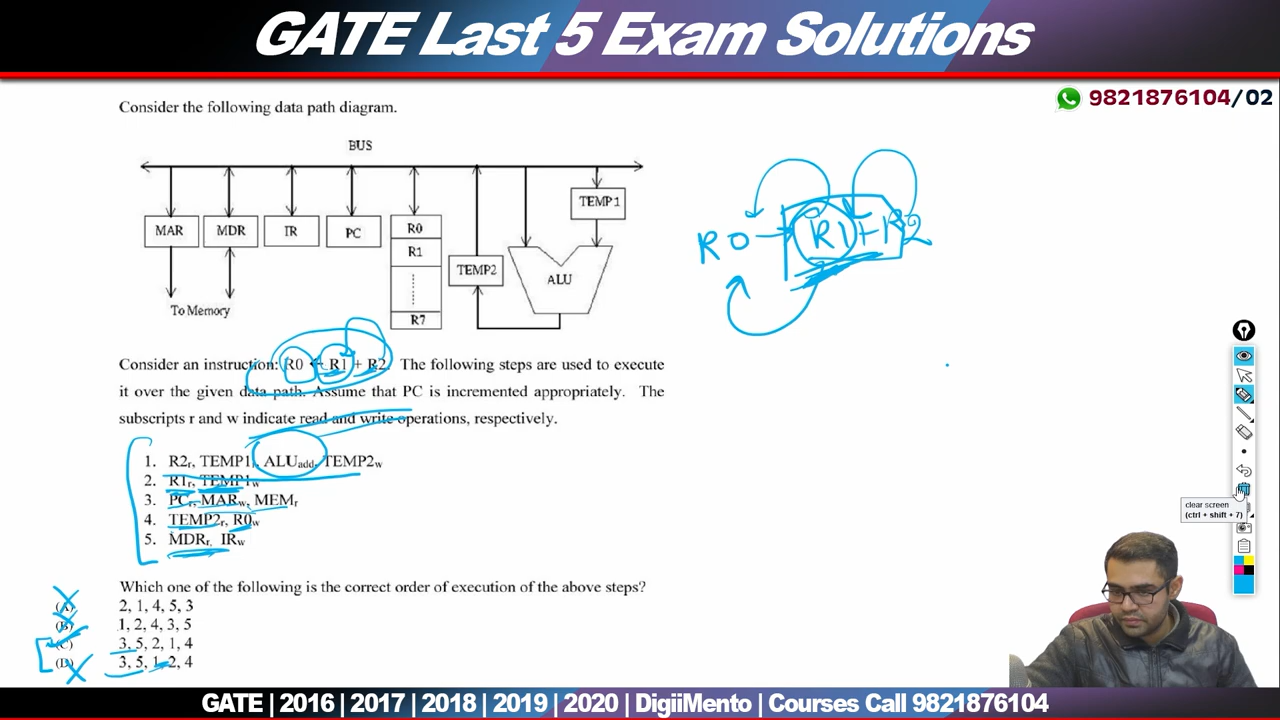 GATE Last 5 Exam Solutions
9821876104/02
Consider the following data path diagram.
BUS
TEMP1
MAR MDR IR PC R0
R1
TEMP2 ALU
R7
To Memory
R0 R1 + R2
Consider an instruction: R0 ← R1 + R2. The following steps are used to execute
it over the given data path. Assume that PC is incremented appropriately. The
subscripts r and w indicate read and write operations, respectively.
1. R2r, TEMP1r, ALUadd, TEMP2w
2. R1r, TEMP1w
3. PCr, MARw, MEMr
4. TEMP2r, R0w
5. MDRr, IRw
clear screen
(ctrl + shift + 7)
Which one of the following is the correct order of execution of the above steps?
(A) 2, 1, 4, 5, 3
(B) 1, 2, 4, 3, 5
(C) 3, 5, 2, 1, 4
(D) 3, 5, 1, 2, 4
GATE | 2016 | 2017 | 2018 | 2019 | 2020 | DigiiMento | Courses Call 9821876104